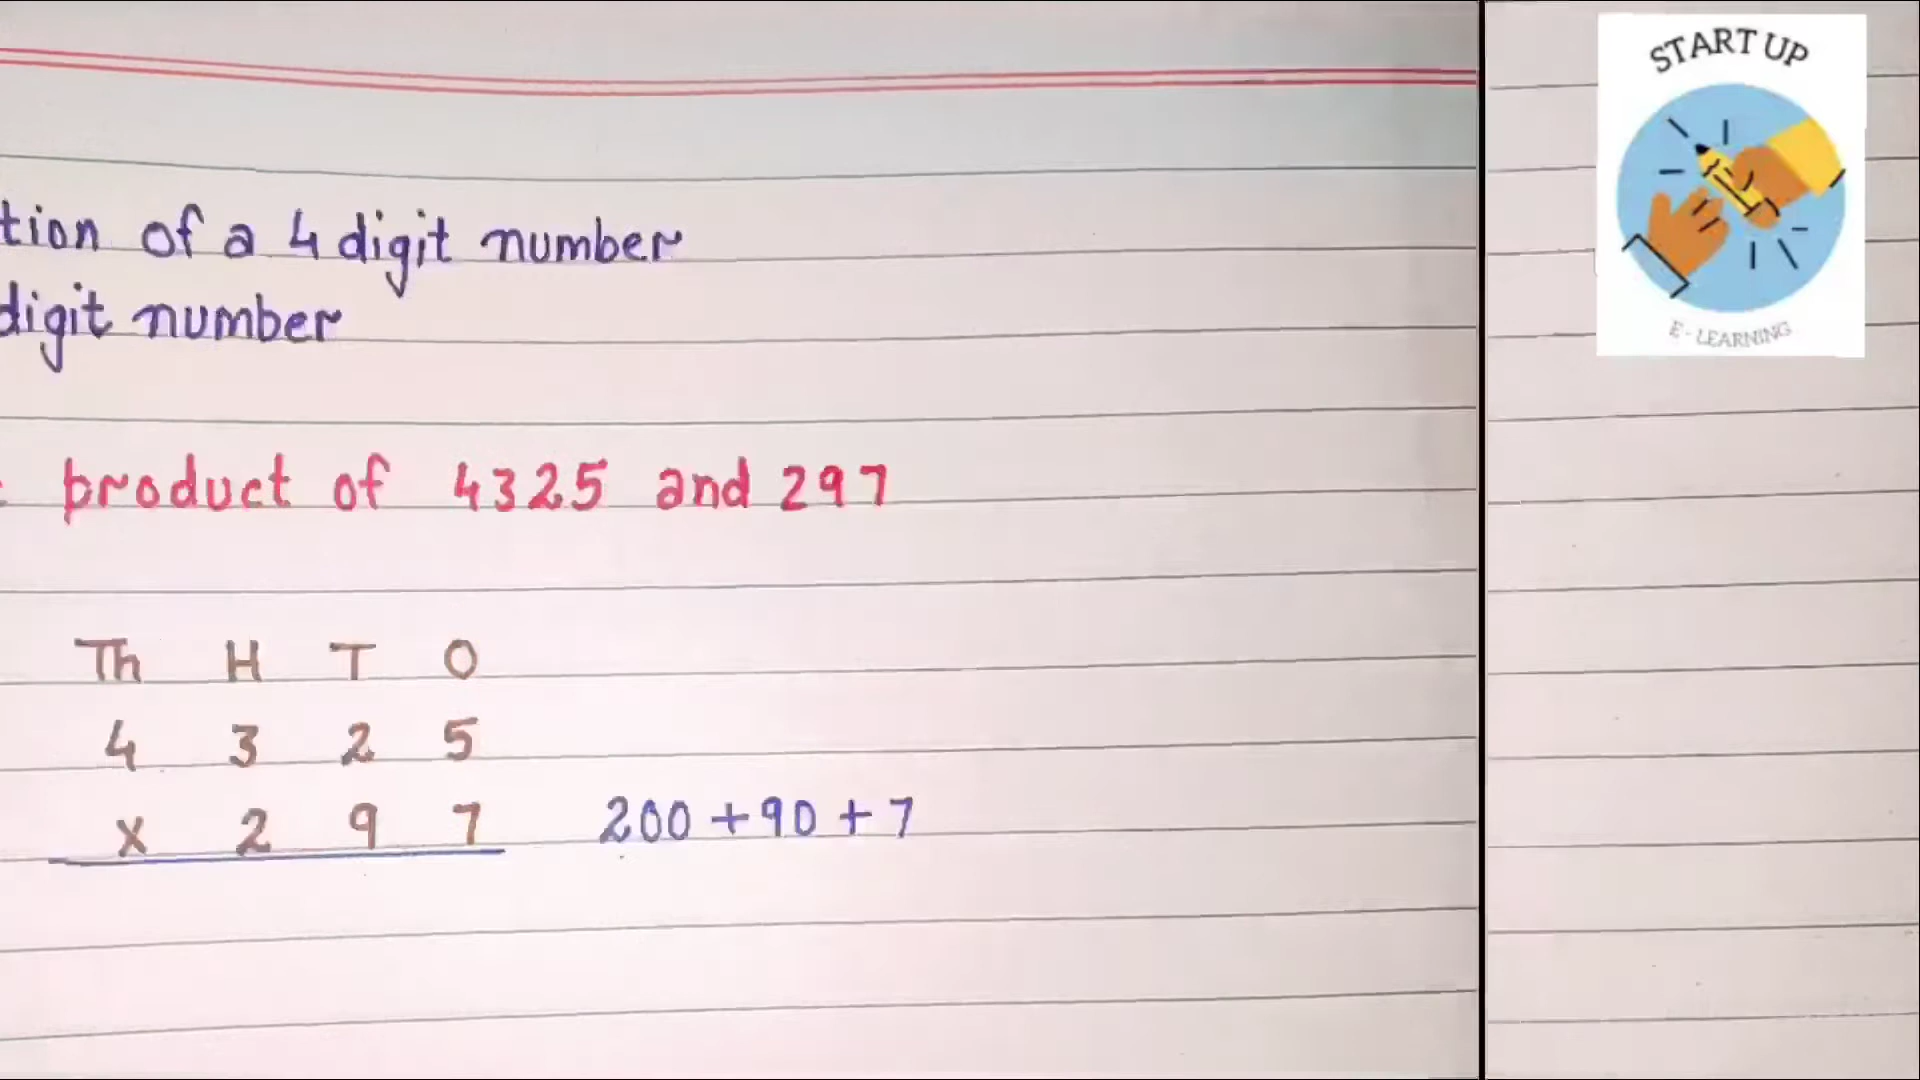 tion of a 4 digit number
digit number
product of 4325 and 297
Th H T O
4 3 2 5
x 2 9 7 200 + 90 + 7
START UP
E - LEARNING